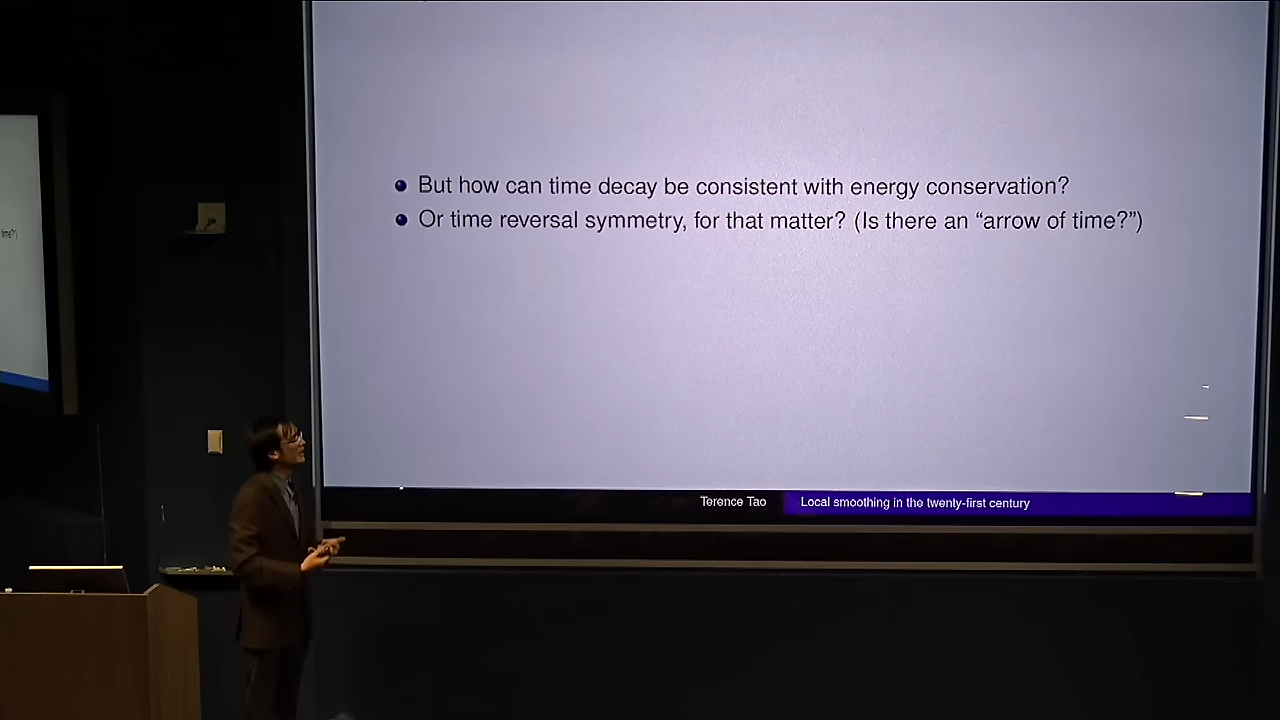 But how can time decay be consistent with energy conservation?
Or time reversal symmetry, for that matter? (Is there an “arrow of time?”)
time?”)
Terence Tao
Local smoothing in the twenty-first century